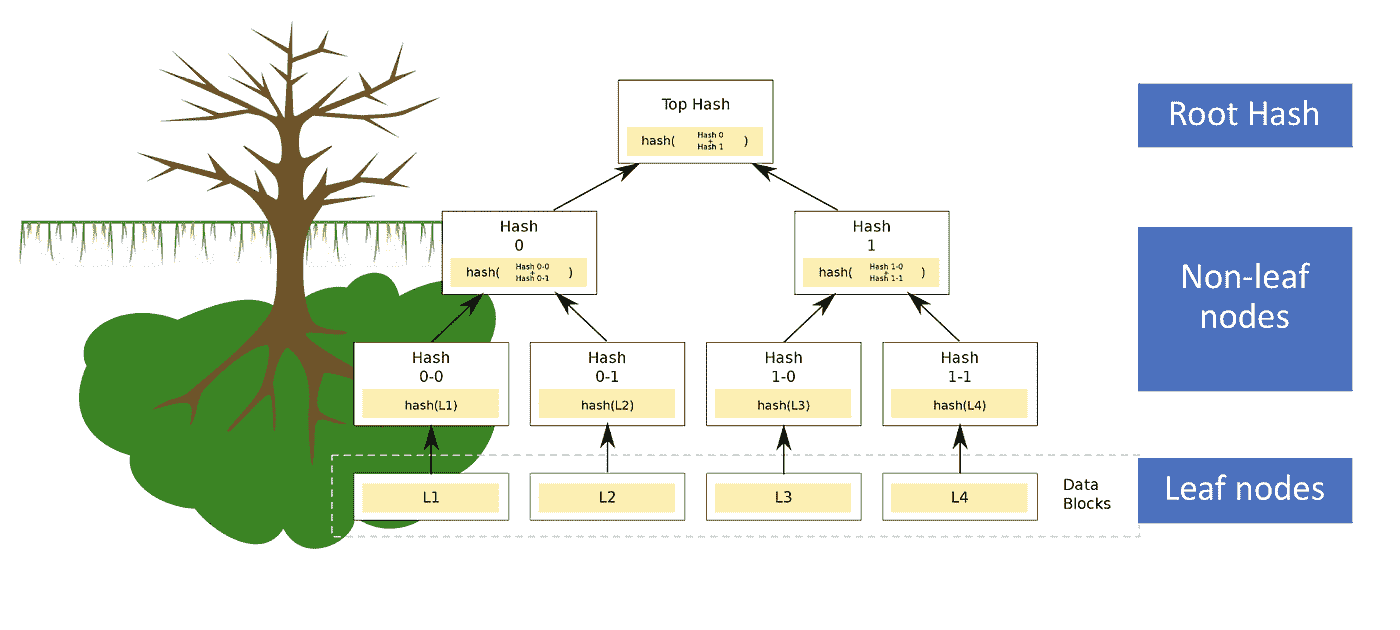 Top Hash
hash( Hash 0 + Hash 1 )
Root Hash
Hash
0
hash( Hash 0-0 + Hash 0-1 )
Hash
1
hash( Hash 1-0 + Hash 1-1 )
Non-leaf
nodes
Hash
0-0
hash(L1)
Hash
0-1
hash(L2)
Hash
1-0
hash(L3)
Hash
1-1
hash(L4)
L1
L2
L3
L4
Data
Blocks
Leaf nodes